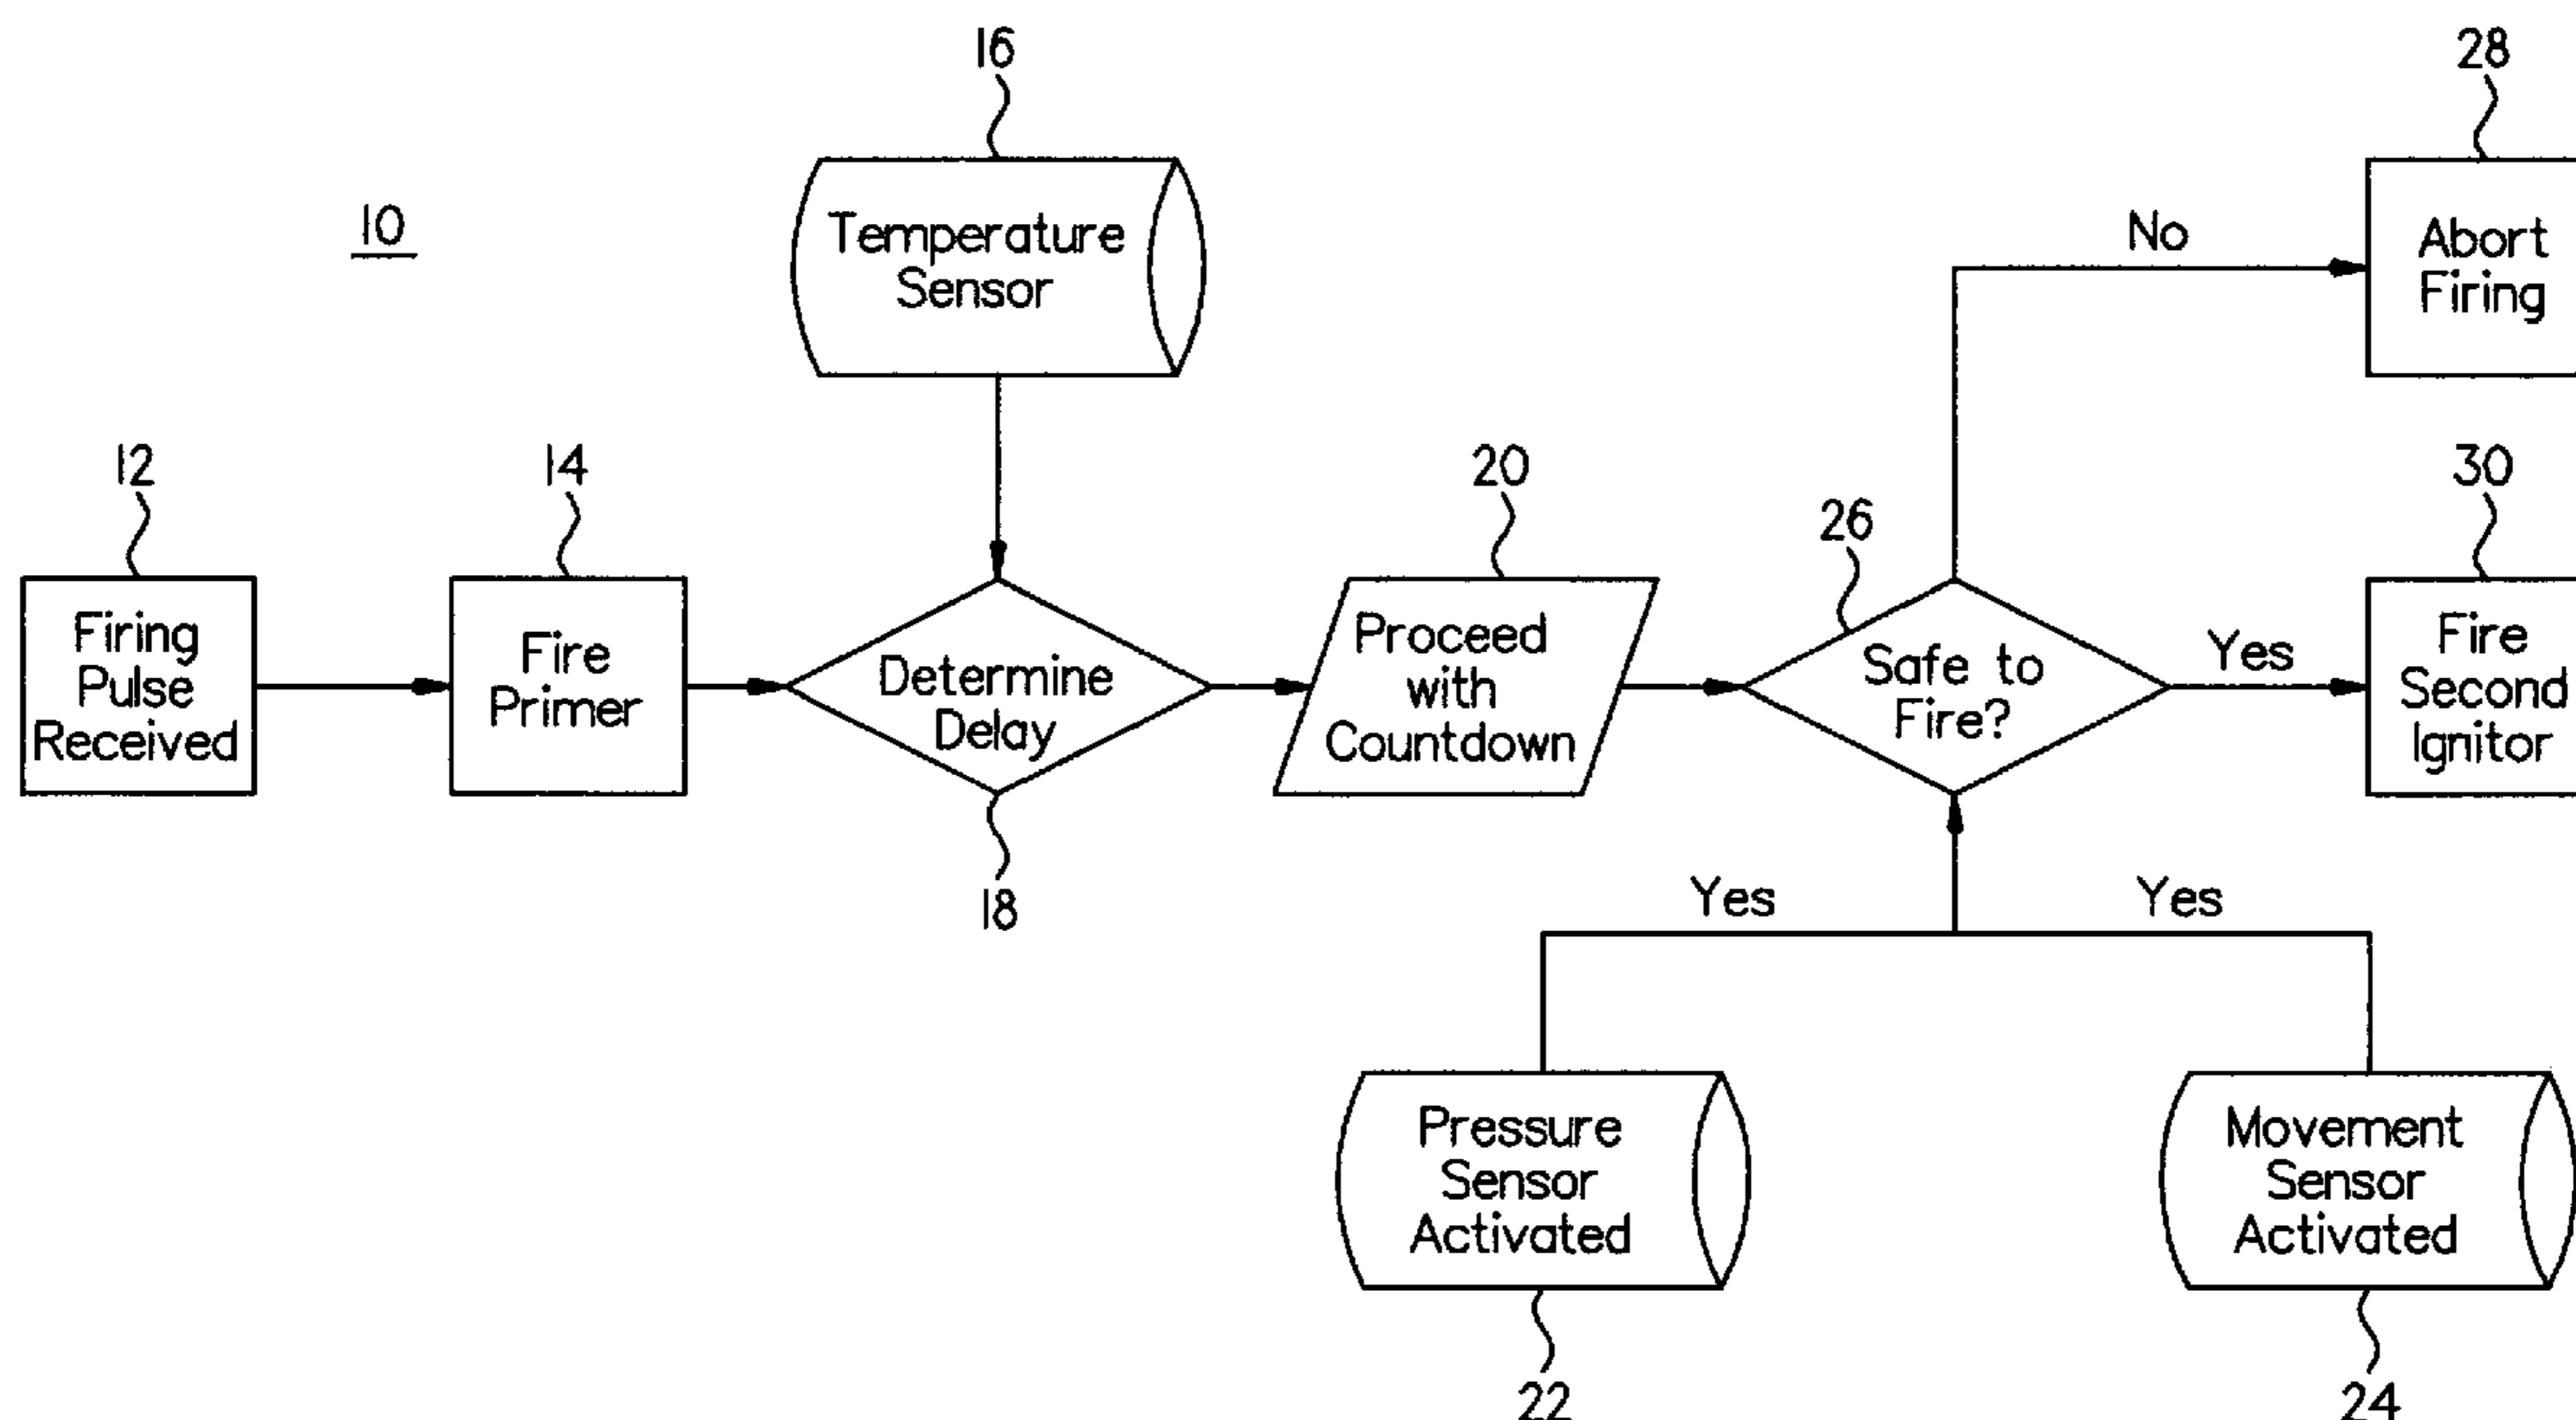 16
28
10
Temperature
Sensor
No
Abort
Firing
12
14
20
26
30
Firing
Pulse
Received
Fire
Primer
Determine
Delay
Proceed
with
Countdown
Safe to
Fire?
Yes
Fire
Second
Ignitor
18
Yes
Yes
Pressure
Sensor
Activated
Movement
Sensor
Activated
22
24